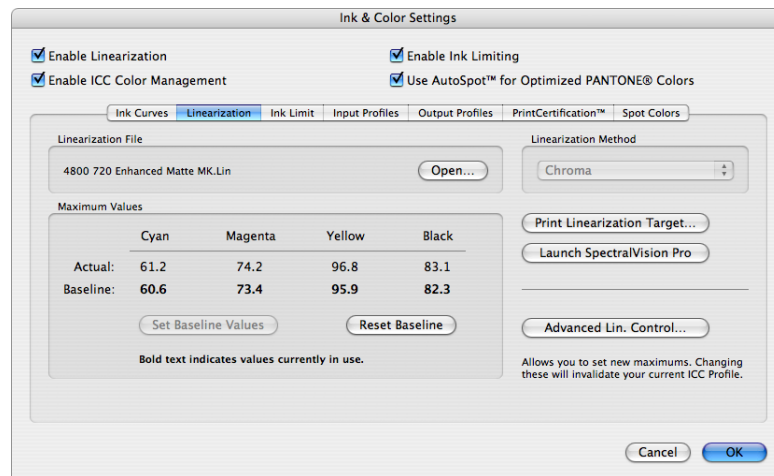 Ink & Color Settings
Enable Linearization
Enable Ink Limiting
Enable ICC Color Management
Use AutoSpot™ for Optimized PANTONE® Colors
Ink Curves Linearization Ink Limit Input Profiles Output Profiles PrintCertification™ Spot Colors
Linearization File
4800 720 Enhanced Matte MK.Lin
Open...
Linearization Method
Chroma
Maximum Values
Cyan Magenta Yellow Black
Actual: 61.2 74.2 96.8 83.1
Baseline: 60.6 73.4 95.9 82.3
Set Baseline Values
Reset Baseline
Bold text indicates values currently in use.
Print Linearization Target...
Launch SpectralVision Pro
Advanced Lin. Control...
Allows you to set new maximums. Changing
these will invalidate your current ICC Profile.
Cancel
OK